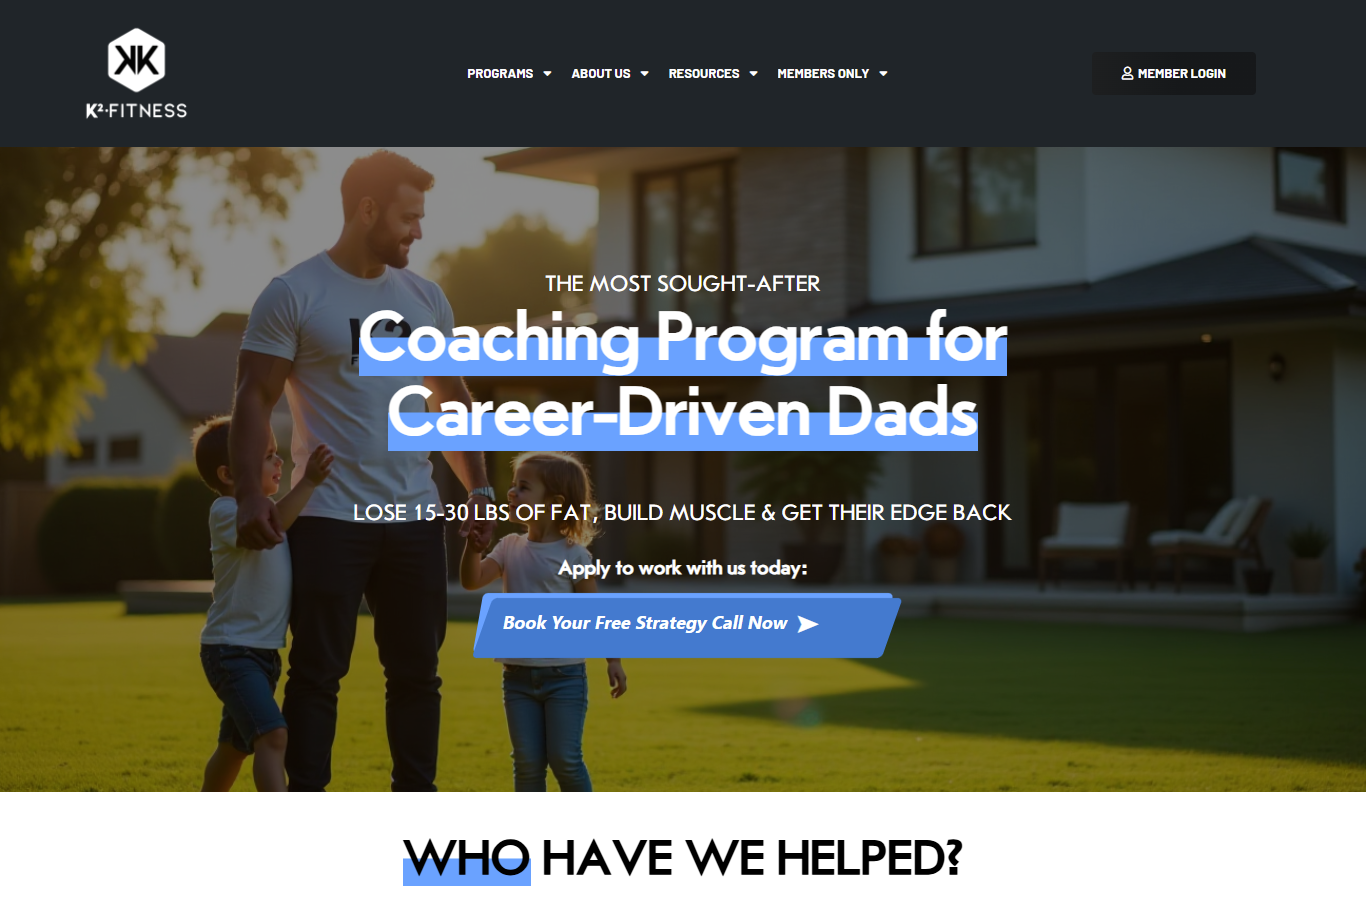 K²·FITNESS
PROGRAMS
ABOUT US
RESOURCES
MEMBERS ONLY
MEMBER LOGIN
THE MOST SOUGHT-AFTER
Coaching Program for
Career-Driven Dads
LOSE 15-30 LBS OF FAT, BUILD MUSCLE & GET THEIR EDGE BACK
Apply to work with us today:
Book Your Free Strategy Call Now
WHO HAVE WE HELPED?